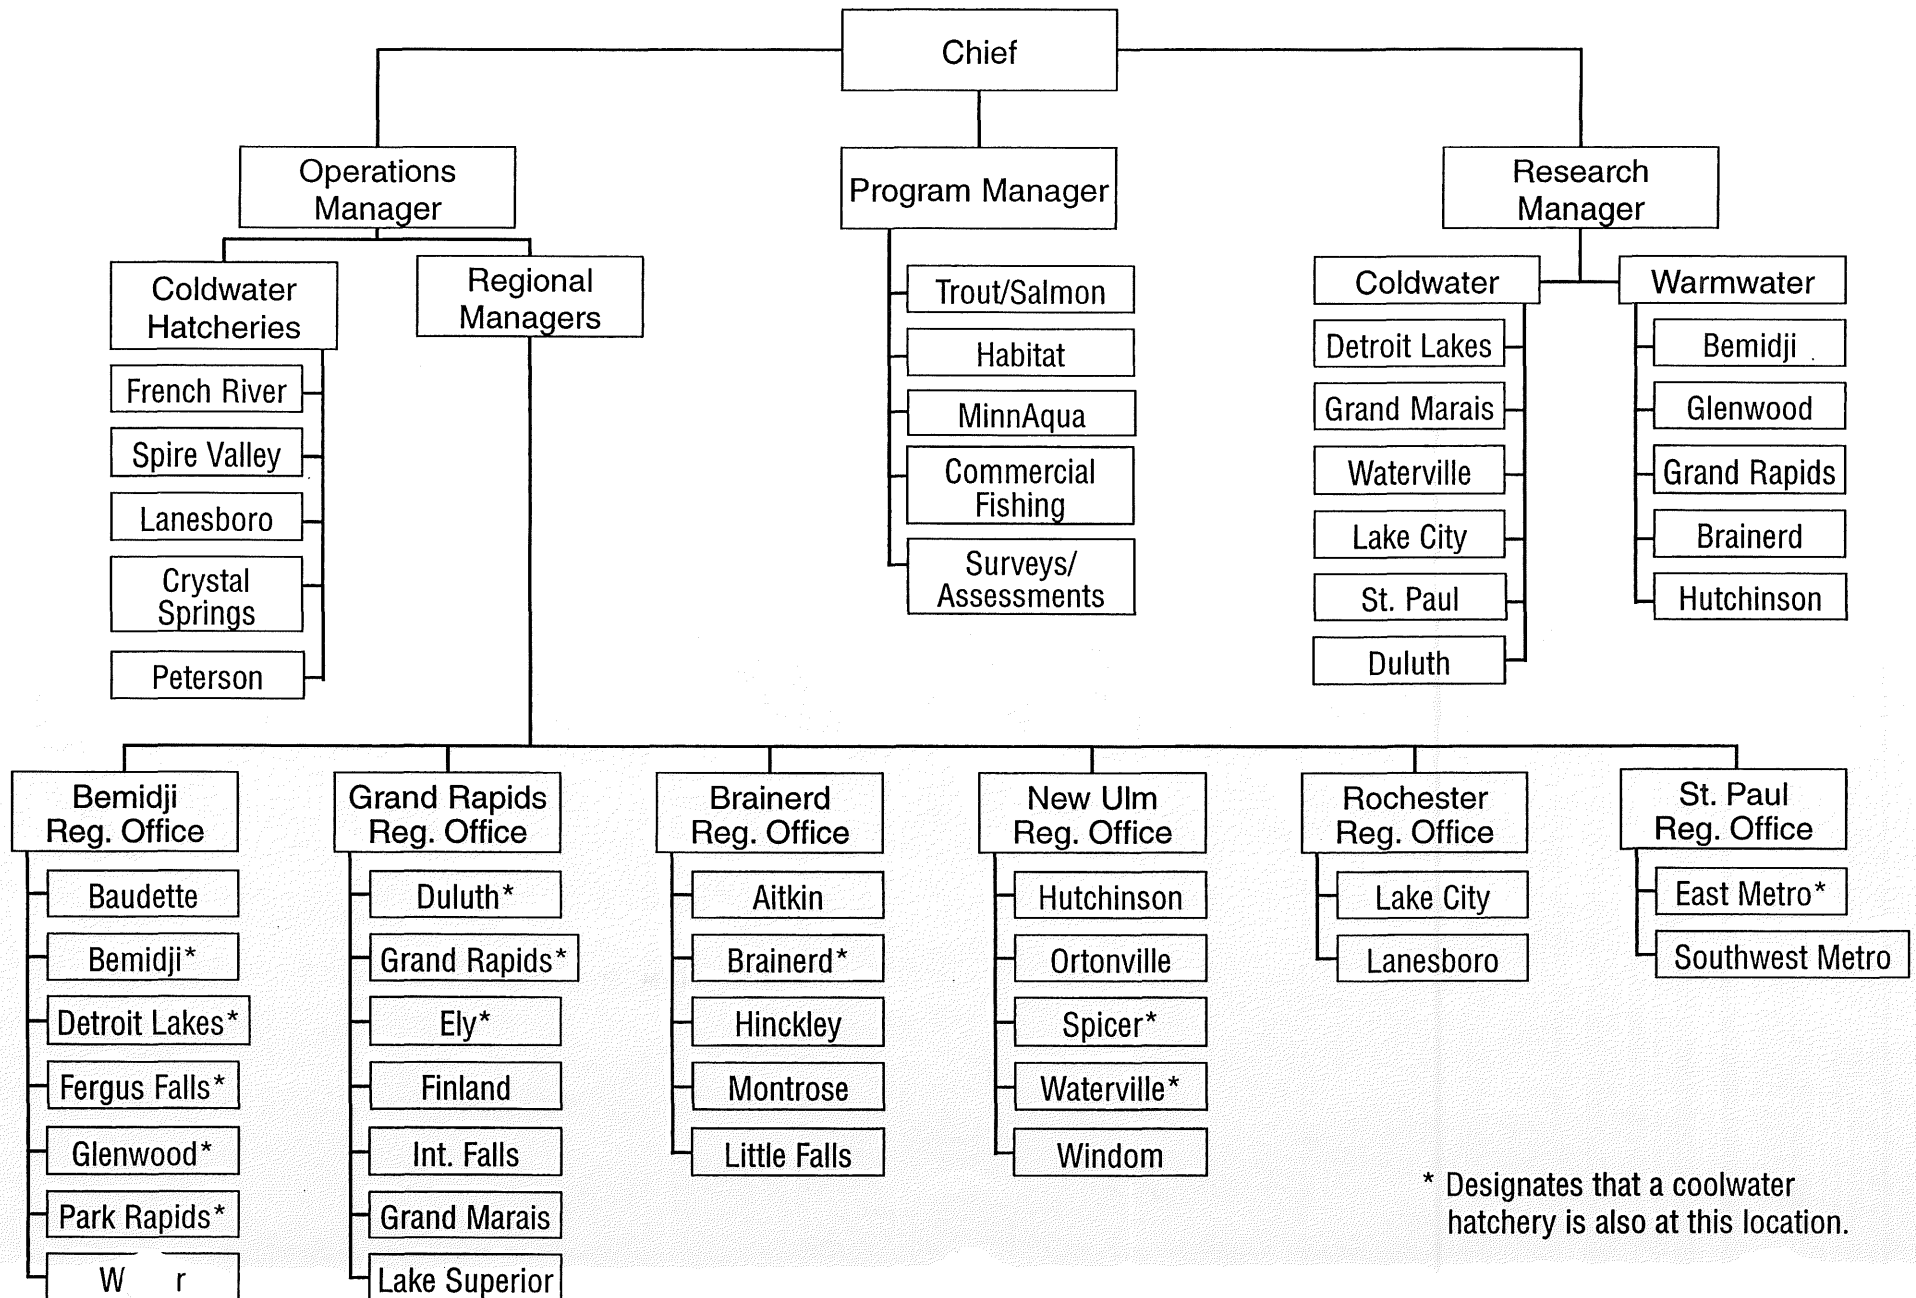 Chief
Operations
Manager
Program Manager
Research
Manager
Coldwater
Hatcheries
French River
Spire Valley
Lanesboro
Crystal
Springs
Peterson
Regional
Managers
Trout/Salmon
Habitat
MinnAqua
Commercial
Fishing
Surveys/
Assessments
Coldwater
Detroit Lakes
Grand Marais
Waterville
Lake City
St. Paul
Duluth
Warmwater
Bemidji
Glenwood
Grand Rapids
Brainerd
Hutchinson
Bemidji
Reg. Office
Baudette
Bemidji*
Detroit Lakes*
Fergus Falls*
Glenwood*
Park Rapids*
Grand Rapids
Reg. Office
Duluth*
Grand Rapids*
Ely*
Finland
Int. Falls
Grand Marais
Lake Superior
Brainerd
Reg. Office
Aitkin
Brainerd*
Hinckley
Montrose
Little Falls
New Ulm
Reg. Office
Hutchinson
Ortonville
Spicer*
Waterville*
Windom
Rochester
Reg. Office
Lake City
Lanesboro
St. Paul
Reg. Office
East Metro*
Southwest Metro
* Designates that a coolwater
hatchery is also at this location.